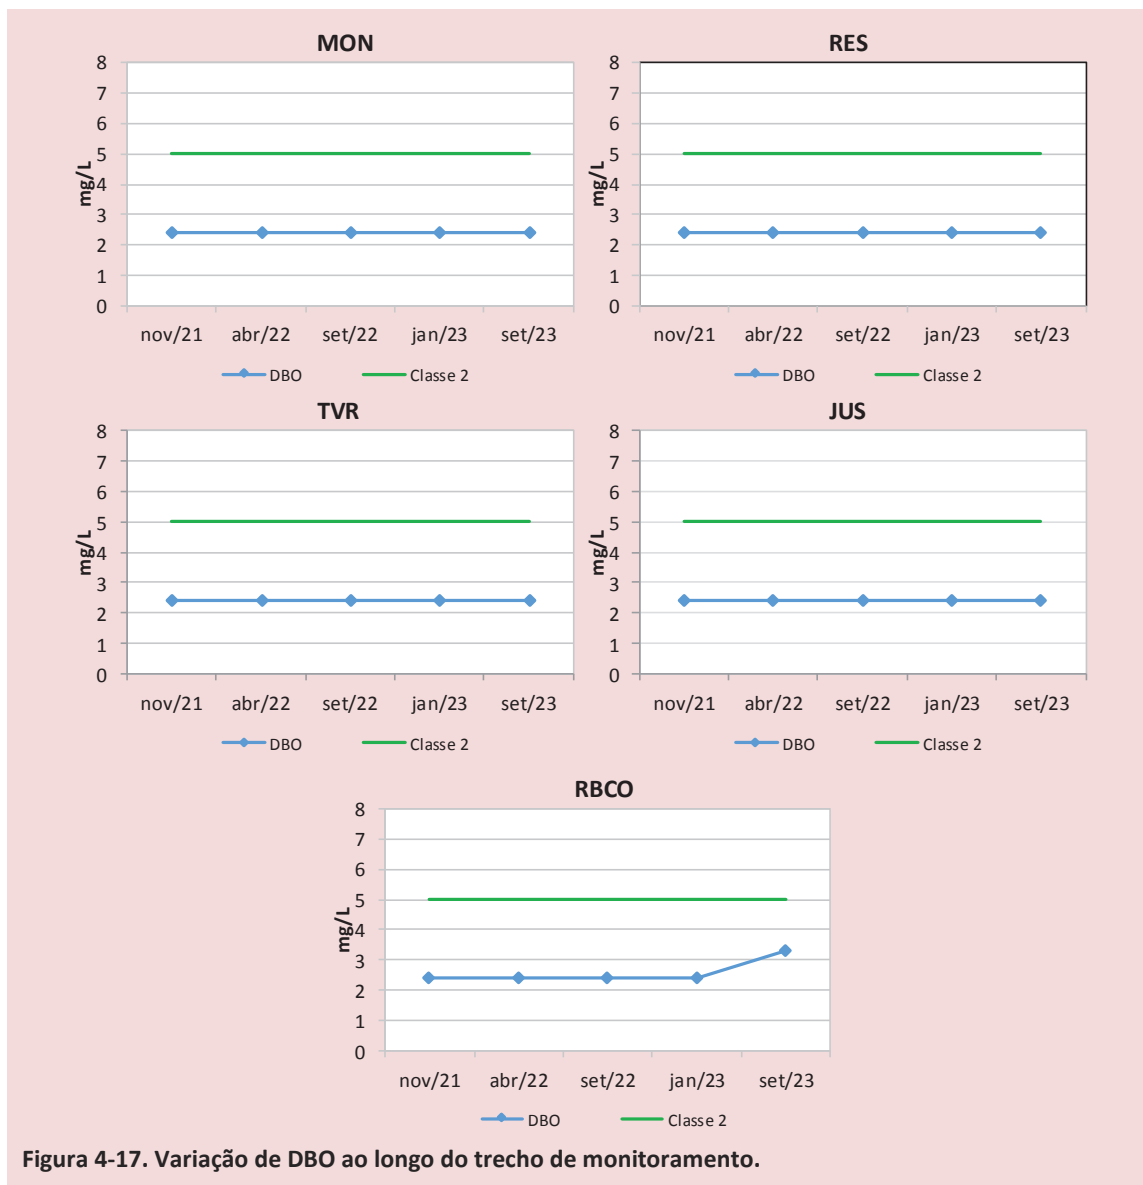 MON
8
7
6
5
4
3
2
1
0
mg/L
nov/21 abr/22 set/22 jan/23 set/23
DBO Classe 2
RES
8
7
6
5
4
3
2
1
0
mg/L
nov/21 abr/22 set/22 jan/23 set/23
DBO Classe 2
TVR
8
7
6
5
4
3
2
1
0
mg/L
nov/21 abr/22 set/22 jan/23 set/23
DBO Classe 2
JUS
8
7
6
5
4
3
2
1
0
mg/L
nov/21 abr/22 set/22 jan/23 set/23
DBO Classe 2
RBCO
8
7
6
5
4
3
2
1
0
mg/L
nov/21 abr/22 set/22 jan/23 set/23
DBO Classe 2
Figura 4-17. Variação de DBO ao longo do trecho de monitoramento.